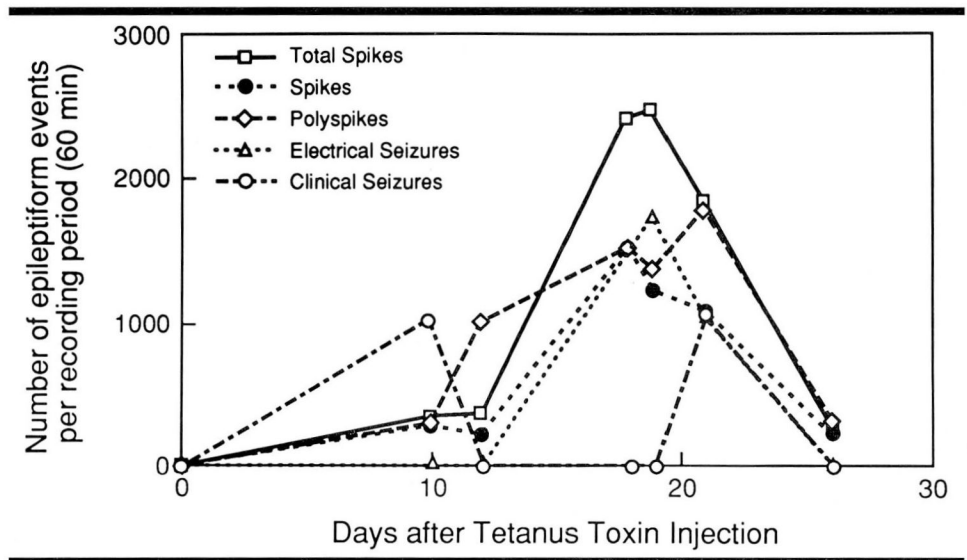 Number of epileptiform events
per recording period (60 min)
3000
2000
1000
0
Total Spikes
Spikes
Polyspikes
Electrical Seizures
Clinical Seizures
0 10 20 30
Days after Tetanus Toxin Injection